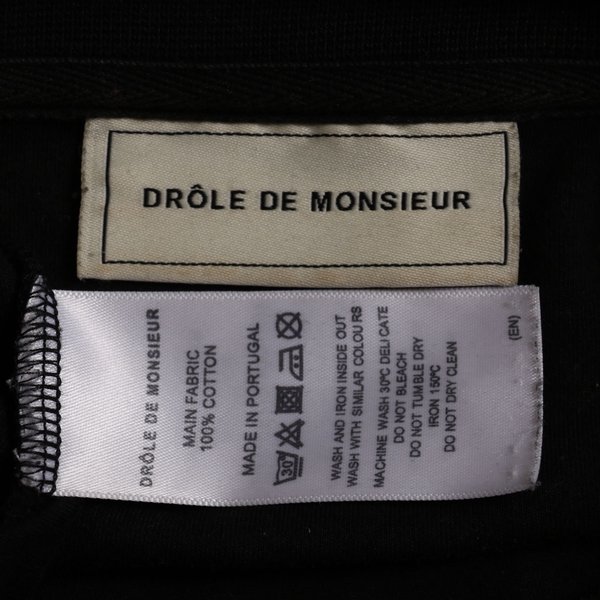 DRÔLE DE MONSIEUR
DRÔLE DE MONSIEUR
MAIN FABRIC
100% COTTON
MADE IN PORTUGAL
30
WASH AND IRON INSIDE OUT
WASH WITH SIMILAR COLOURS
MACHINE WASH 30ºC DELICATE
DO NOT BLEACH
DO NOT TUMBLE DRY
IRON 150ºC
DO NOT DRY CLEAN
(EN)